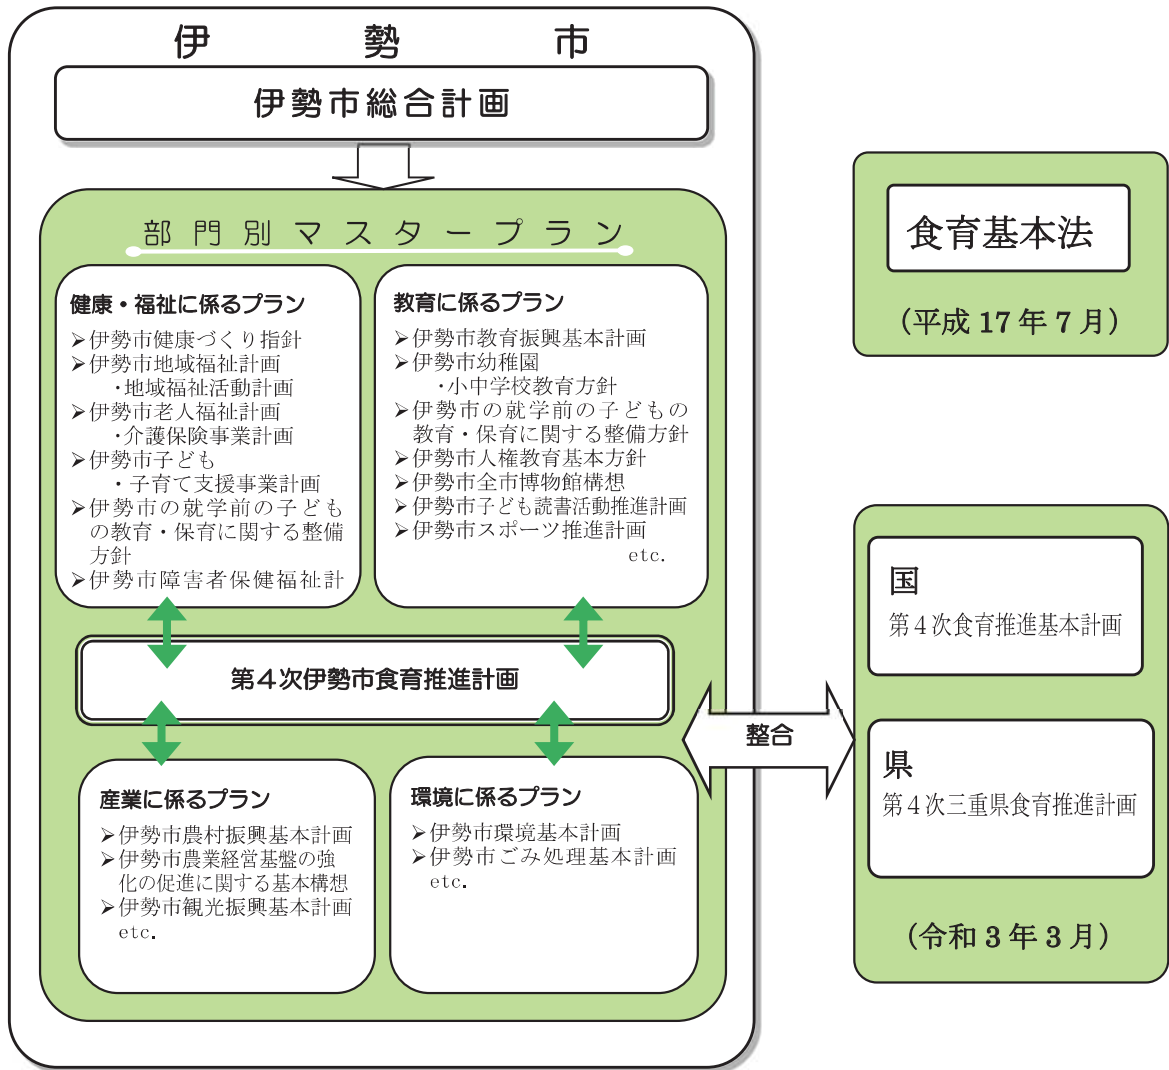 伊勢市
伊勢市総合計画
部門別マスタープラン
健康・福祉に係るプラン
➢伊勢市健康づくり指針
➢伊勢市地域福祉計画
・地域福祉活動計画
➢伊勢市老人福祉計画
・介護保険事業計画
➢伊勢市子ども
・子育て支援事業計画
➢伊勢市の就学前の子ども
の教育・保育に関する整備
方針
➢伊勢市障害者保健福祉計
教育に係るプラン
➢伊勢市教育振興基本計画
➢伊勢市幼稚園
・小中学校教育方針
➢伊勢市の就学前の子どもの
教育・保育に関する整備方針
➢伊勢市人権教育基本方針
➢伊勢市全市博物館構想
➢伊勢市子ども読書活動推進計画
➢伊勢市スポーツ推進計画
etc.
第4次伊勢市食育推進計画
産業に係るプラン
➢伊勢市農村振興基本計画
➢伊勢市農業経営基盤の強
化の促進に関する基本構想
➢伊勢市観光振興基本計画
etc.
環境に係るプラン
➢伊勢市環境基本計画
➢伊勢市ごみ処理基本計画
etc.
整合
食育基本法
(平成17年7月)
国
第4次食育推進基本計画
県
第4次三重県食育推進計画
(令和3年3月)